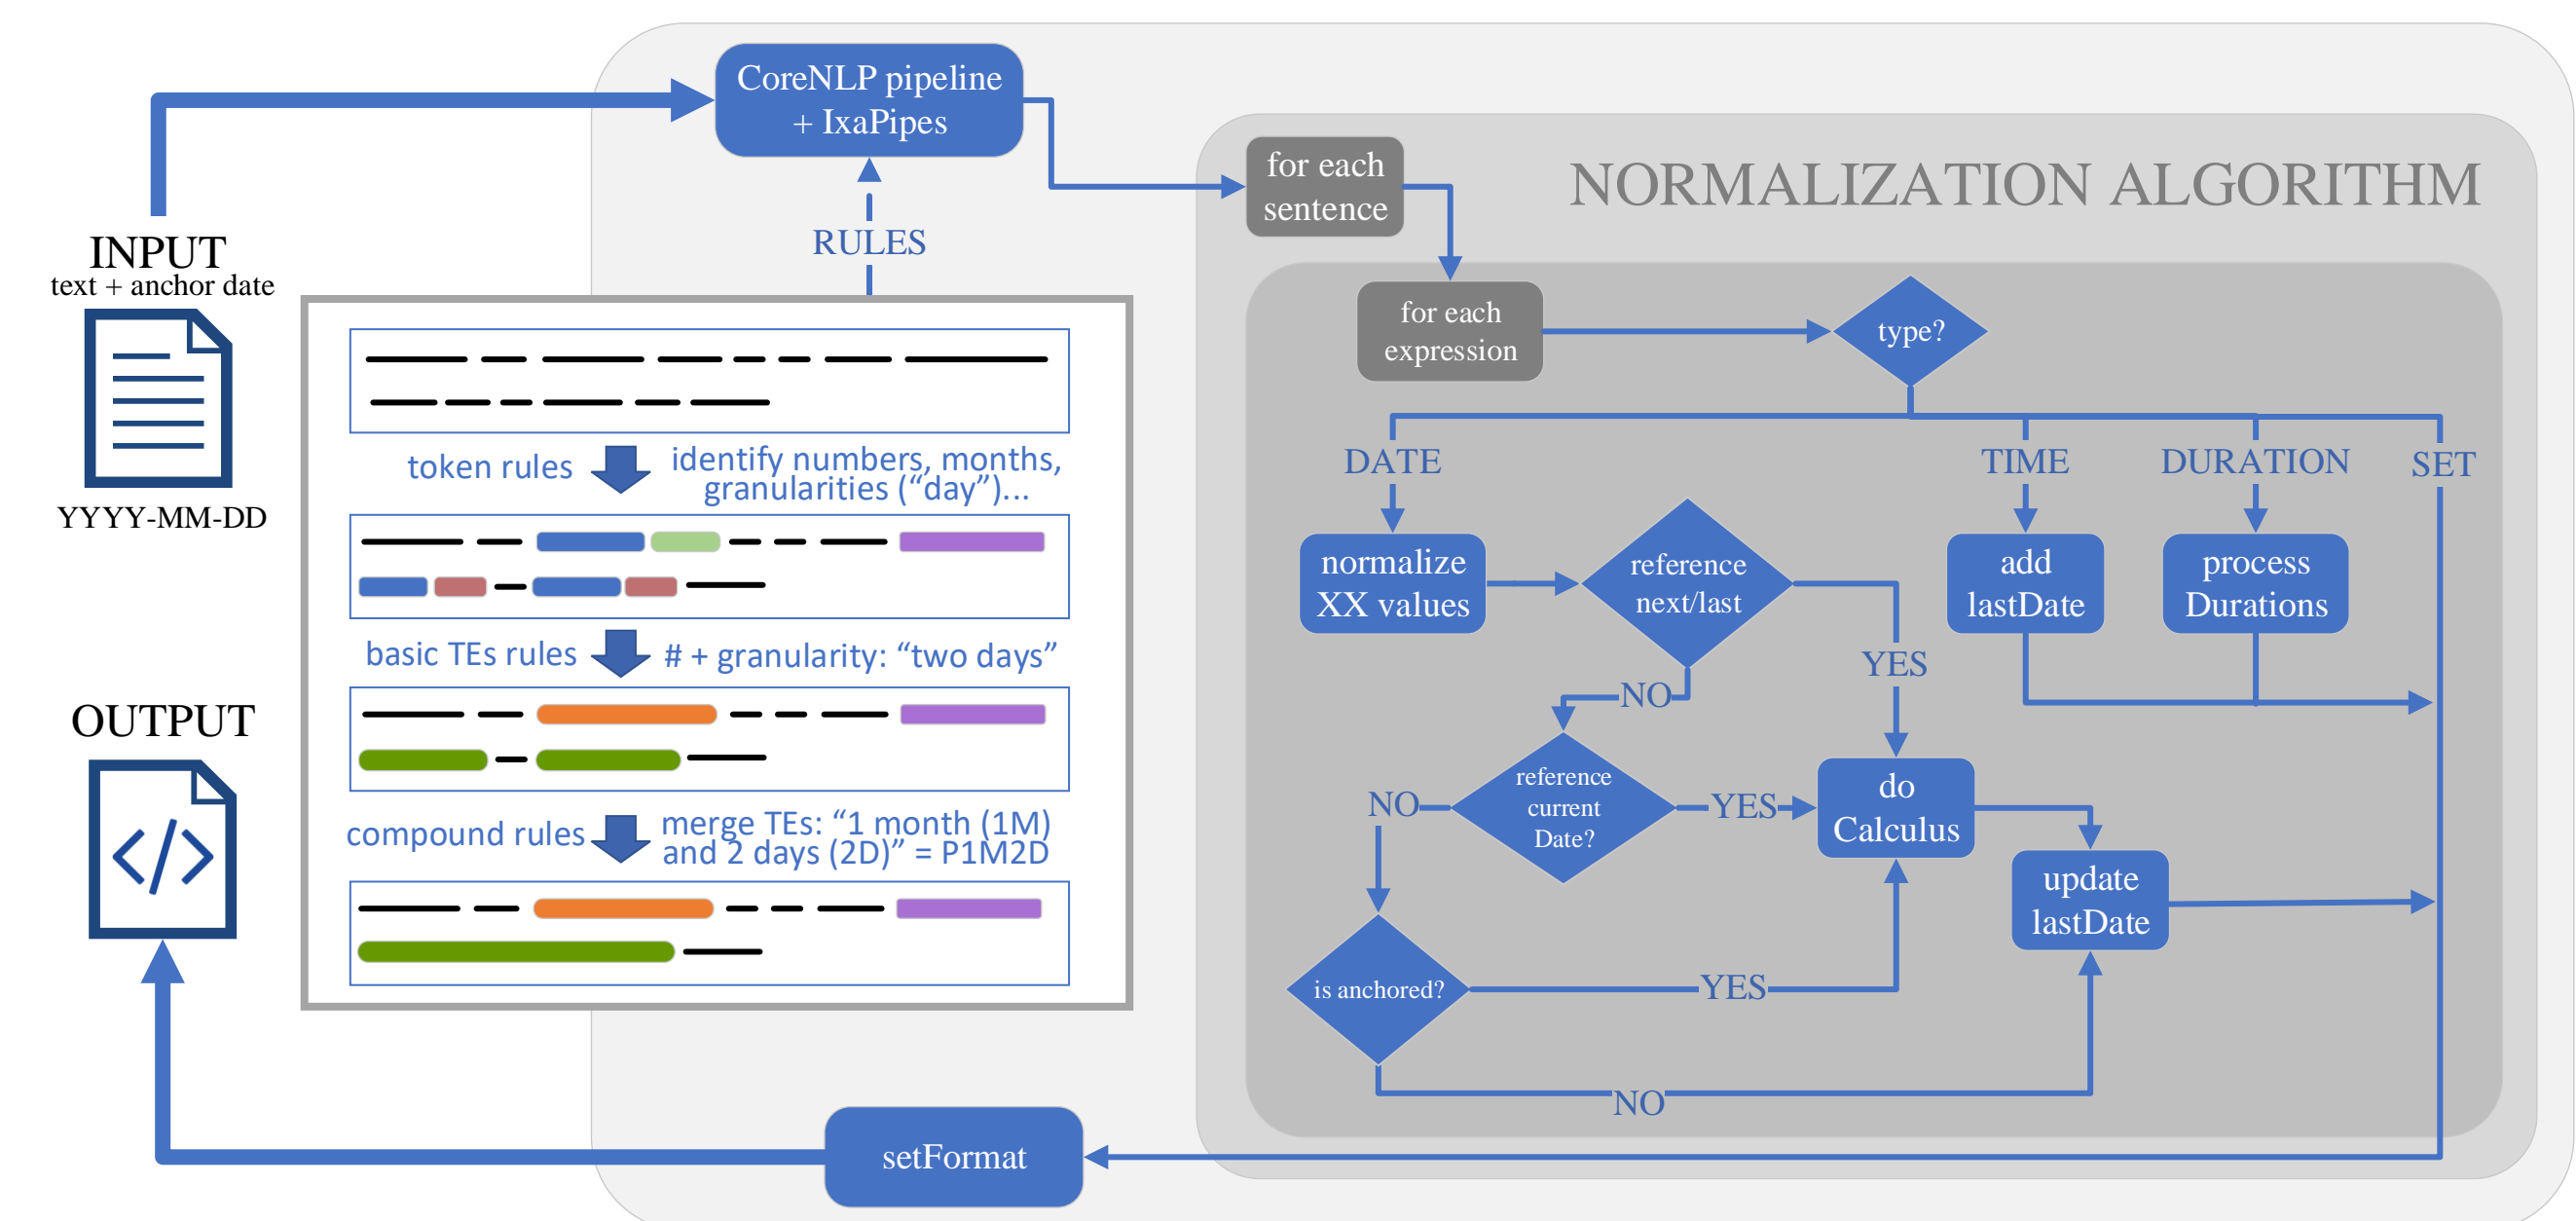 CoreNLP pipeline
+ IxaPipes
INPUT
text + anchor date
YYYY-MM-DD
RULES
token rules
identify numbers, months,
granularities (“day”)...
basic TEs rules
# + granularity: “two days”
compound rules
merge TEs: “1 month (1M)
and 2 days (2D)” = P1M2D
OUTPUT
</>
setFormat
NORMALIZATION ALGORITHM
for each
sentence
for each
expression
type?
DATE
TIME
DURATION
SET
normalize
XX values
reference
next/last
add
lastDate
process
Durations
YES
NO
reference
current
Date?
NO
YES
do
Calculus
update
lastDate
is anchored?
YES
NO